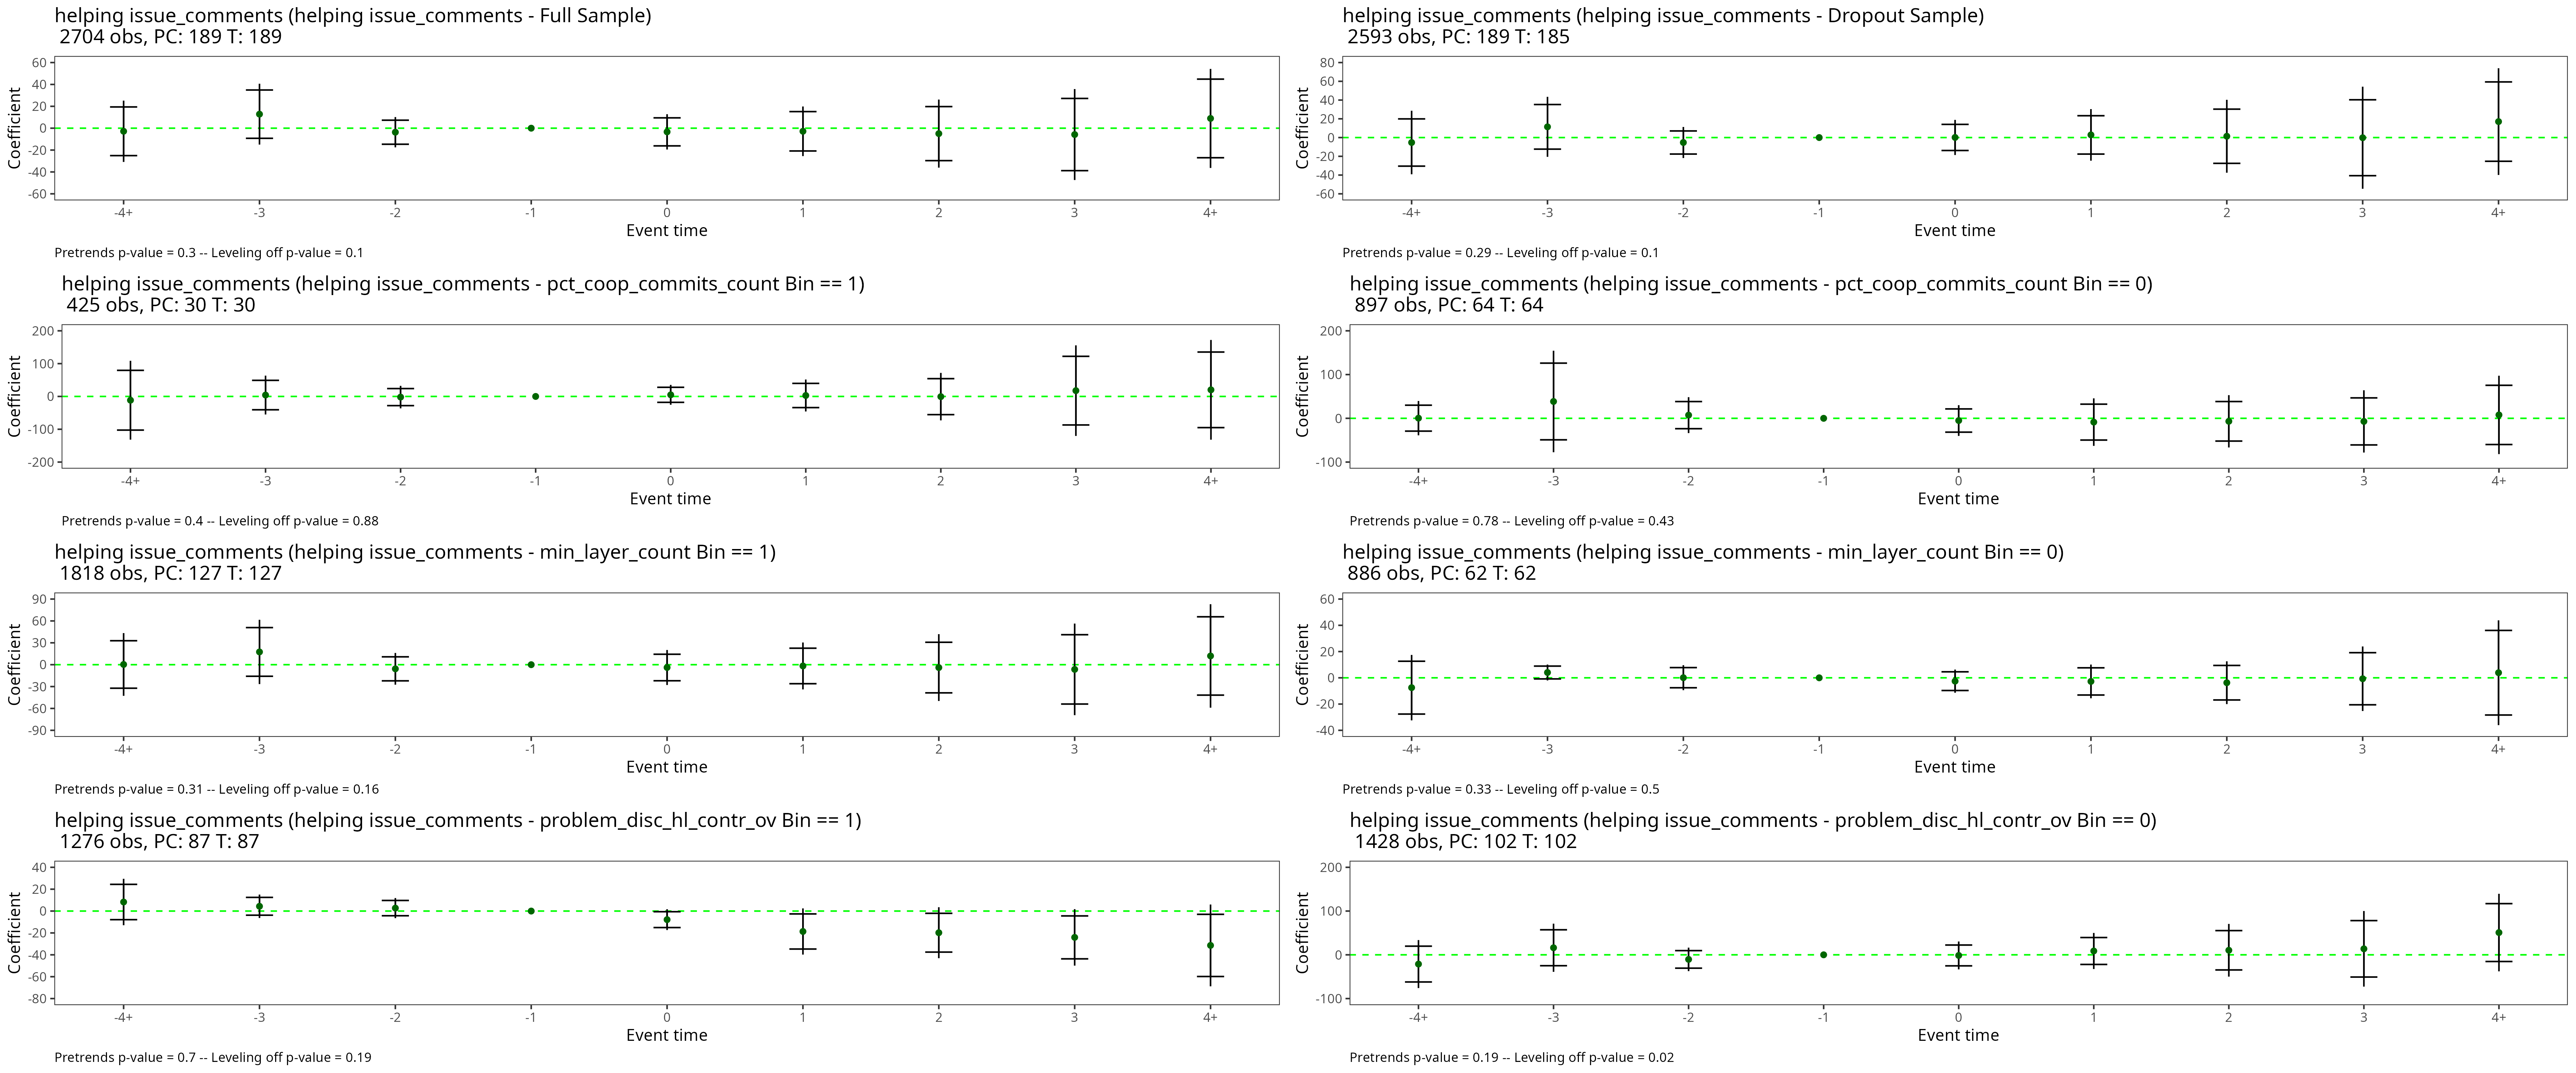 helping issue_comments (helping issue_comments - Full Sample)
2704 obs, PC: 189 T: 189
60
40
20
0
-20
-40
-60
Coefficient
-4+ -3 -2 -1 0 1 2 3 4+
Event time
Pretrends p-value = 0.3 -- Leveling off p-value = 0.1
helping issue_comments (helping issue_comments - Dropout Sample)
2593 obs, PC: 189 T: 185
80
60
40
20
0
-20
-40
-60
Coefficient
-4+ -3 -2 -1 0 1 2 3 4+
Event time
Pretrends p-value = 0.29 -- Leveling off p-value = 0.1
helping issue_comments (helping issue_comments - pct_coop_commits_count Bin == 1)
425 obs, PC: 30 T: 30
200
100
0
-100
-200
Coefficient
-4+ -3 -2 -1 0 1 2 3 4+
Event time
Pretrends p-value = 0.4 -- Leveling off p-value = 0.88
helping issue_comments (helping issue_comments - pct_coop_commits_count Bin == 0)
897 obs, PC: 64 T: 64
200
100
0
-100
Coefficient
-4+ -3 -2 -1 0 1 2 3 4+
Event time
Pretrends p-value = 0.78 -- Leveling off p-value = 0.43
helping issue_comments (helping issue_comments - min_layer_count Bin == 1)
1818 obs, PC: 127 T: 127
90
60
30
0
-30
-60
-90
Coefficient
-4+ -3 -2 -1 0 1 2 3 4+
Event time
Pretrends p-value = 0.31 -- Leveling off p-value = 0.16
helping issue_comments (helping issue_comments - min_layer_count Bin == 0)
886 obs, PC: 62 T: 62
60
40
20
0
-20
-40
Coefficient
-4+ -3 -2 -1 0 1 2 3 4+
Event time
Pretrends p-value = 0.33 -- Leveling off p-value = 0.5
helping issue_comments (helping issue_comments - problem_disc_hl_contr_ov Bin == 1)
1276 obs, PC: 87 T: 87
40
20
0
-20
-40
-60
-80
Coefficient
-4+ -3 -2 -1 0 1 2 3 4+
Event time
Pretrends p-value = 0.7 -- Leveling off p-value = 0.19
helping issue_comments (helping issue_comments - problem_disc_hl_contr_ov Bin == 0)
1428 obs, PC: 102 T: 102
200
100
0
-100
Coefficient
-4+ -3 -2 -1 0 1 2 3 4+
Event time
Pretrends p-value = 0.19 -- Leveling off p-value = 0.02